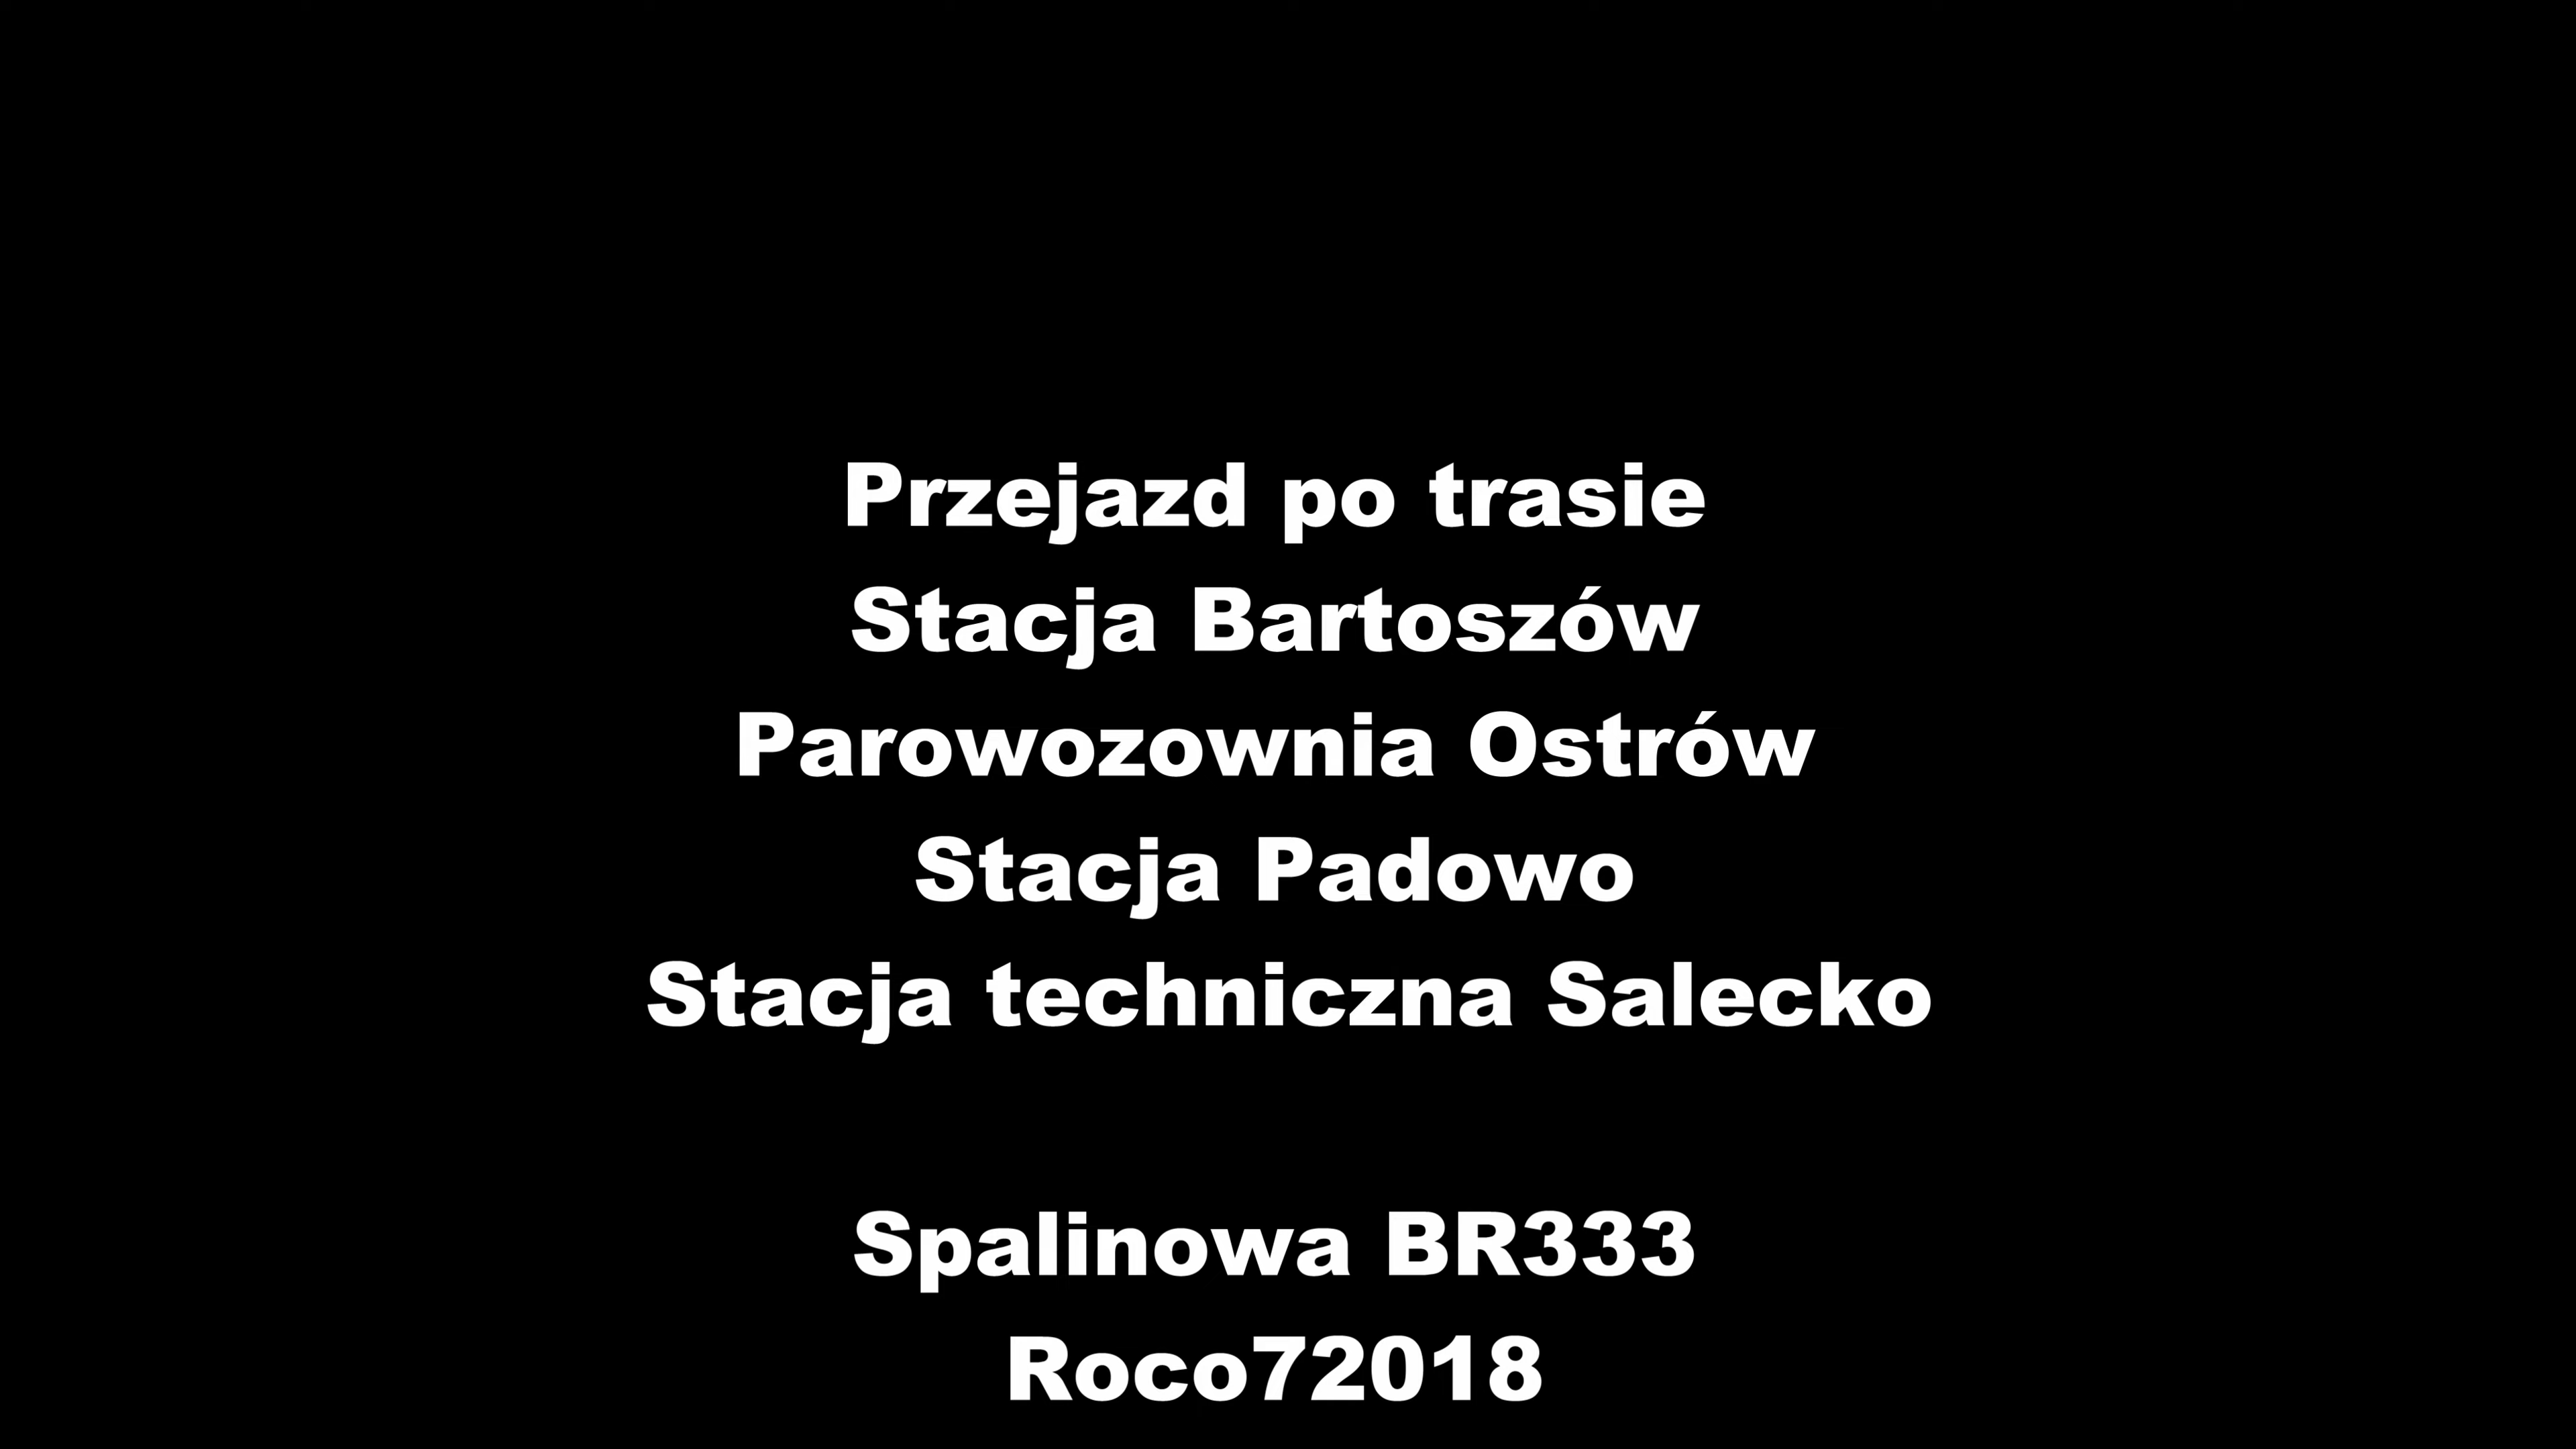 Przejazd po trasie
Stacja Bartoszów
Parowozownia Ostrów
Stacja Padowo
Stacja techniczna Salecko
Spalinowa BR333
Roco72018